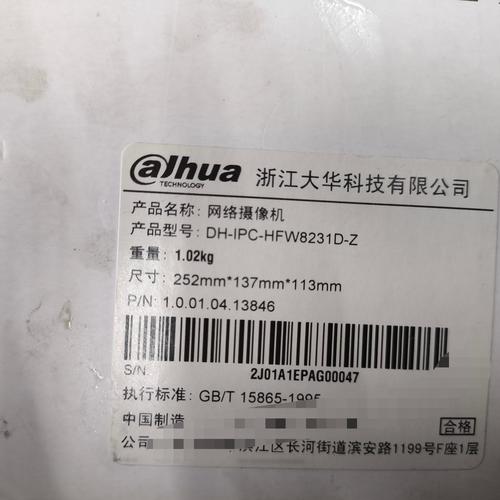 alhua 浙江大华科技有限公司
TECHNOLOGY
产品名称: 网络摄像机
产品型号: DH-IPC-HFW8231D-Z
重量: 1.02kg
尺寸: 252mm*137mm*113mm
P/N: 1.0.01.04.13846
S/N: 2J01A1EPAG00047
执行标准: GB/T 15865-1995
中国制造 合格
公司 滨江区长河街道滨安路1199号F座1层